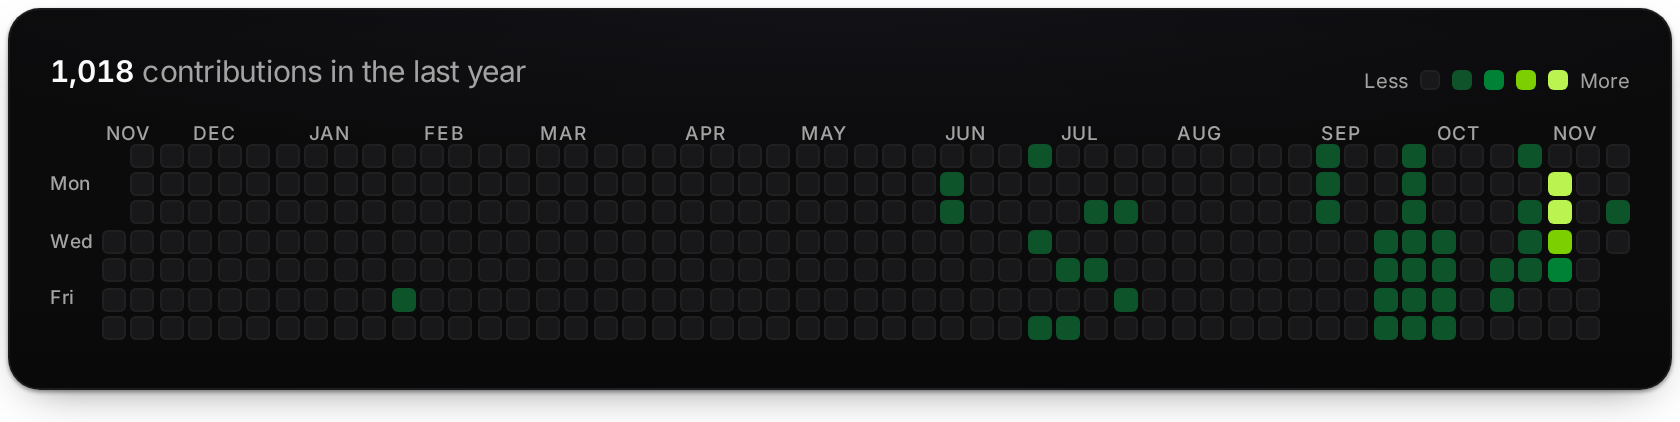 1,018 contributions in the last year
Less More
NOV DEC JAN FEB MAR APR MAY JUN JUL AUG SEP OCT NOV
Mon
Wed
Fri